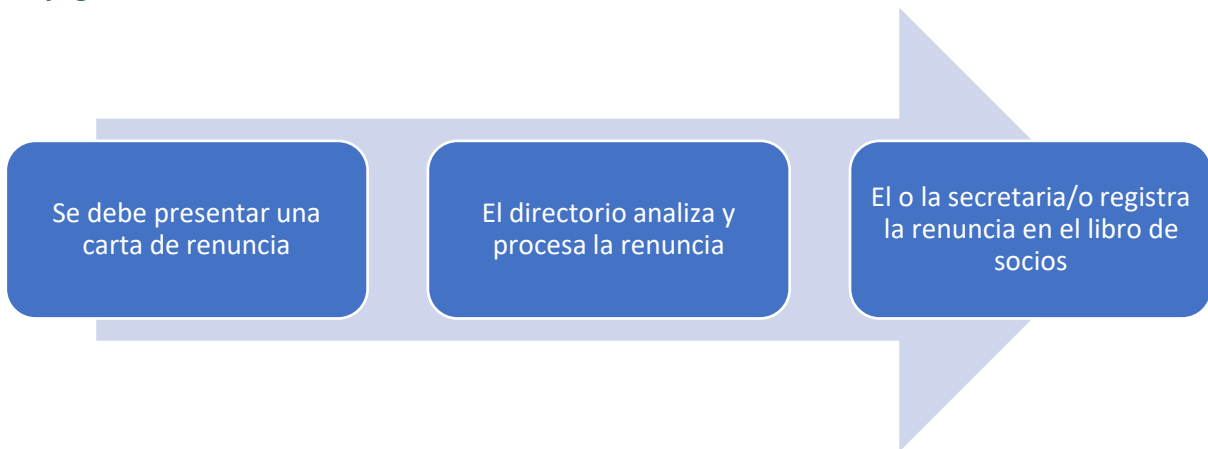 Se debe presentar una
carta de renuncia
El directorio analiza y
procesa la renuncia
El o la secretaria/o registra
la renuncia en el libro de
socios